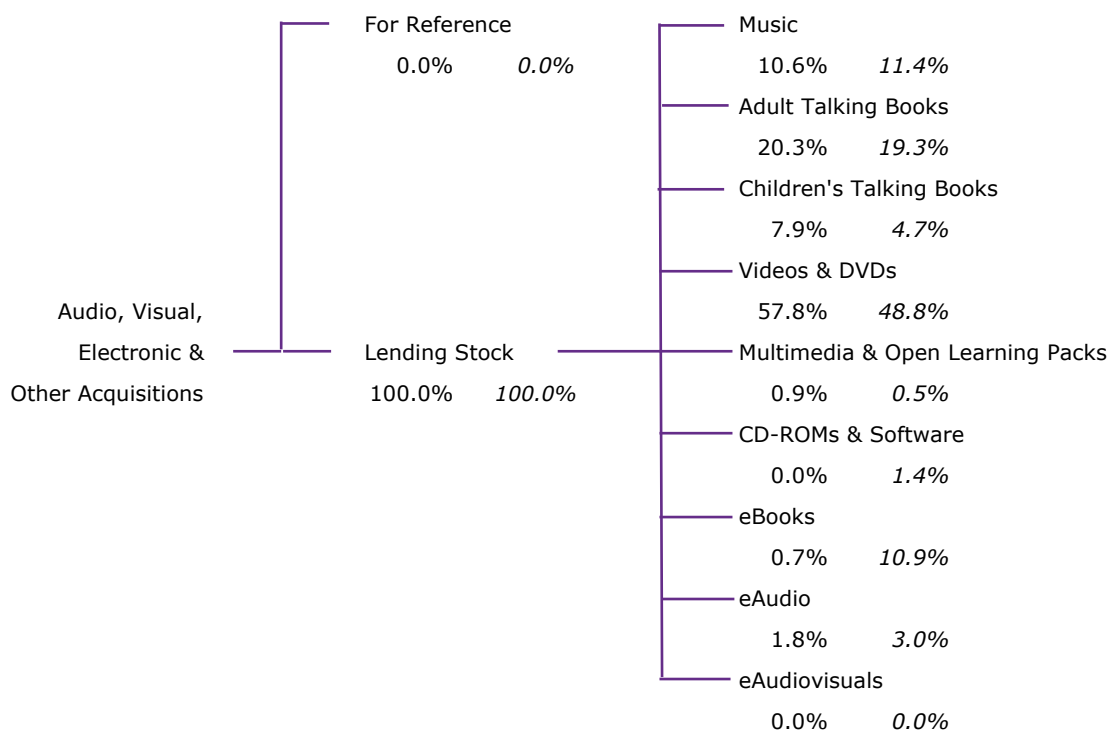 For Reference
0.0% 0.0%
Audio, Visual,
Electronic &
Other Acquisitions
Lending Stock
100.0% 100.0%
Music
10.6% 11.4%
Adult Talking Books
20.3% 19.3%
Children's Talking Books
7.9% 4.7%
Videos & DVDs
57.8% 48.8%
Multimedia & Open Learning Packs
0.9% 0.5%
CD-ROMs & Software
0.0% 1.4%
eBooks
0.7% 10.9%
eAudio
1.8% 3.0%
eAudiovisuals
0.0% 0.0%